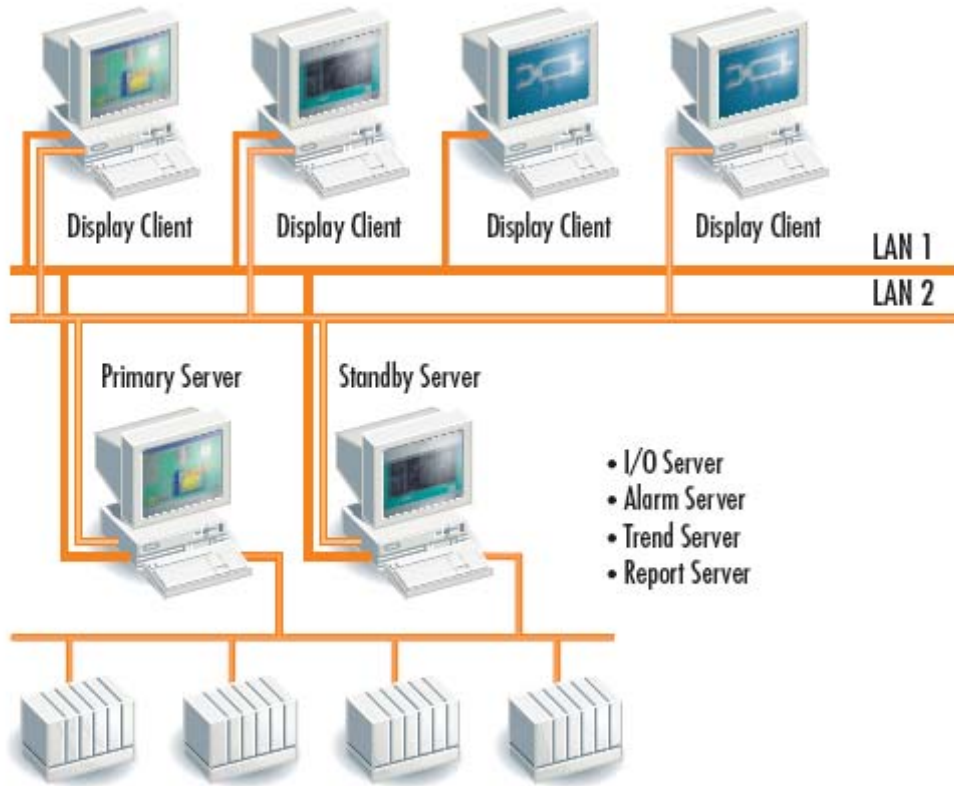 Display Client
Display Client
Display Client
Display Client
LAN 1
LAN 2
Primary Server
Standby Server
• I/O Server
• Alarm Server
• Trend Server
• Report Server